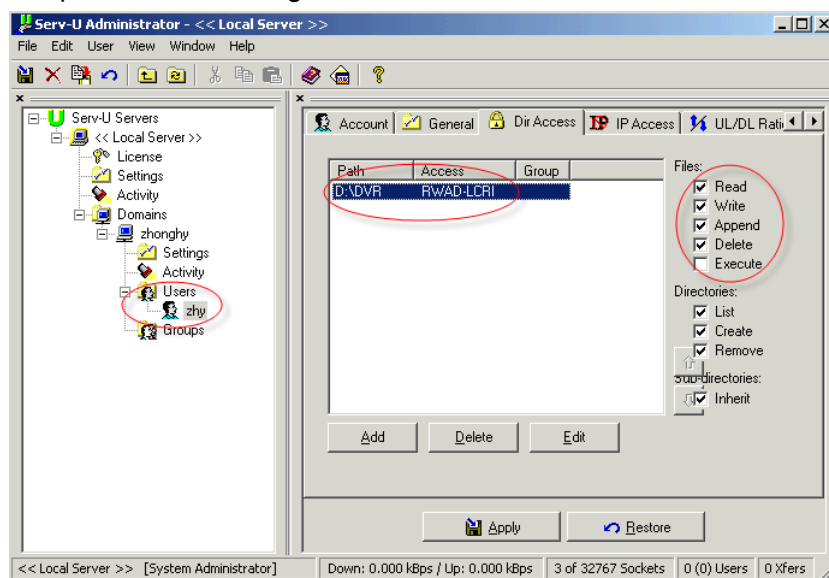 Serv-U Administrator - << Local Server >>
File Edit User View Window Help
Serv-U Servers
<< Local Server >>
License
Settings
Activity
Domains
zhonghy
Settings
Activity
Users
zhy
Groups
Account General Dir Access IP Access UL/DL
Path Access Group
D:\DVR RWAD-LCRI
Files:
Read
Write
Append
Delete
Execute
Directories:
List
Create
Remove
Sub-directories:
Inherit
Add Delete Edit
Apply Restore
<< Local Server >> [System Administrator] Down: 0.000 kBps / Up: 0.000 kBps 3 of 32767 Sockets 0 (0) Users 0 Xfers